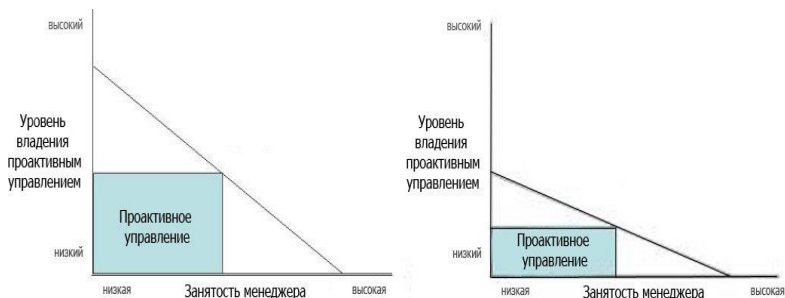 высокий
Уровень
владения
проактивным
управлением
Проактивное
управление
низкий
низкая
Занятость менеджера
высокая
высокий
Уровень
владения
проактивным
управлением
Проактивное
управление
низкий
низкая
Занятость менеджера
высокая